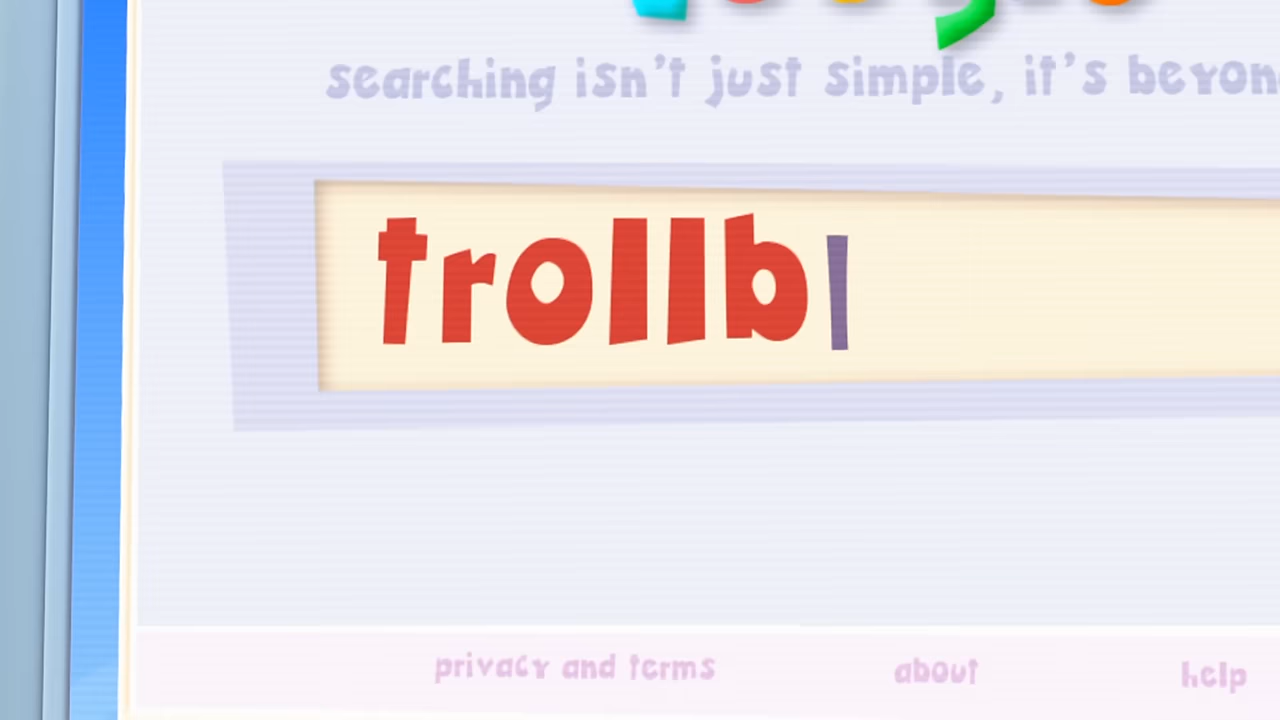 searching isn't just simple, it's beyon
trollb
privacy and terms
about
help